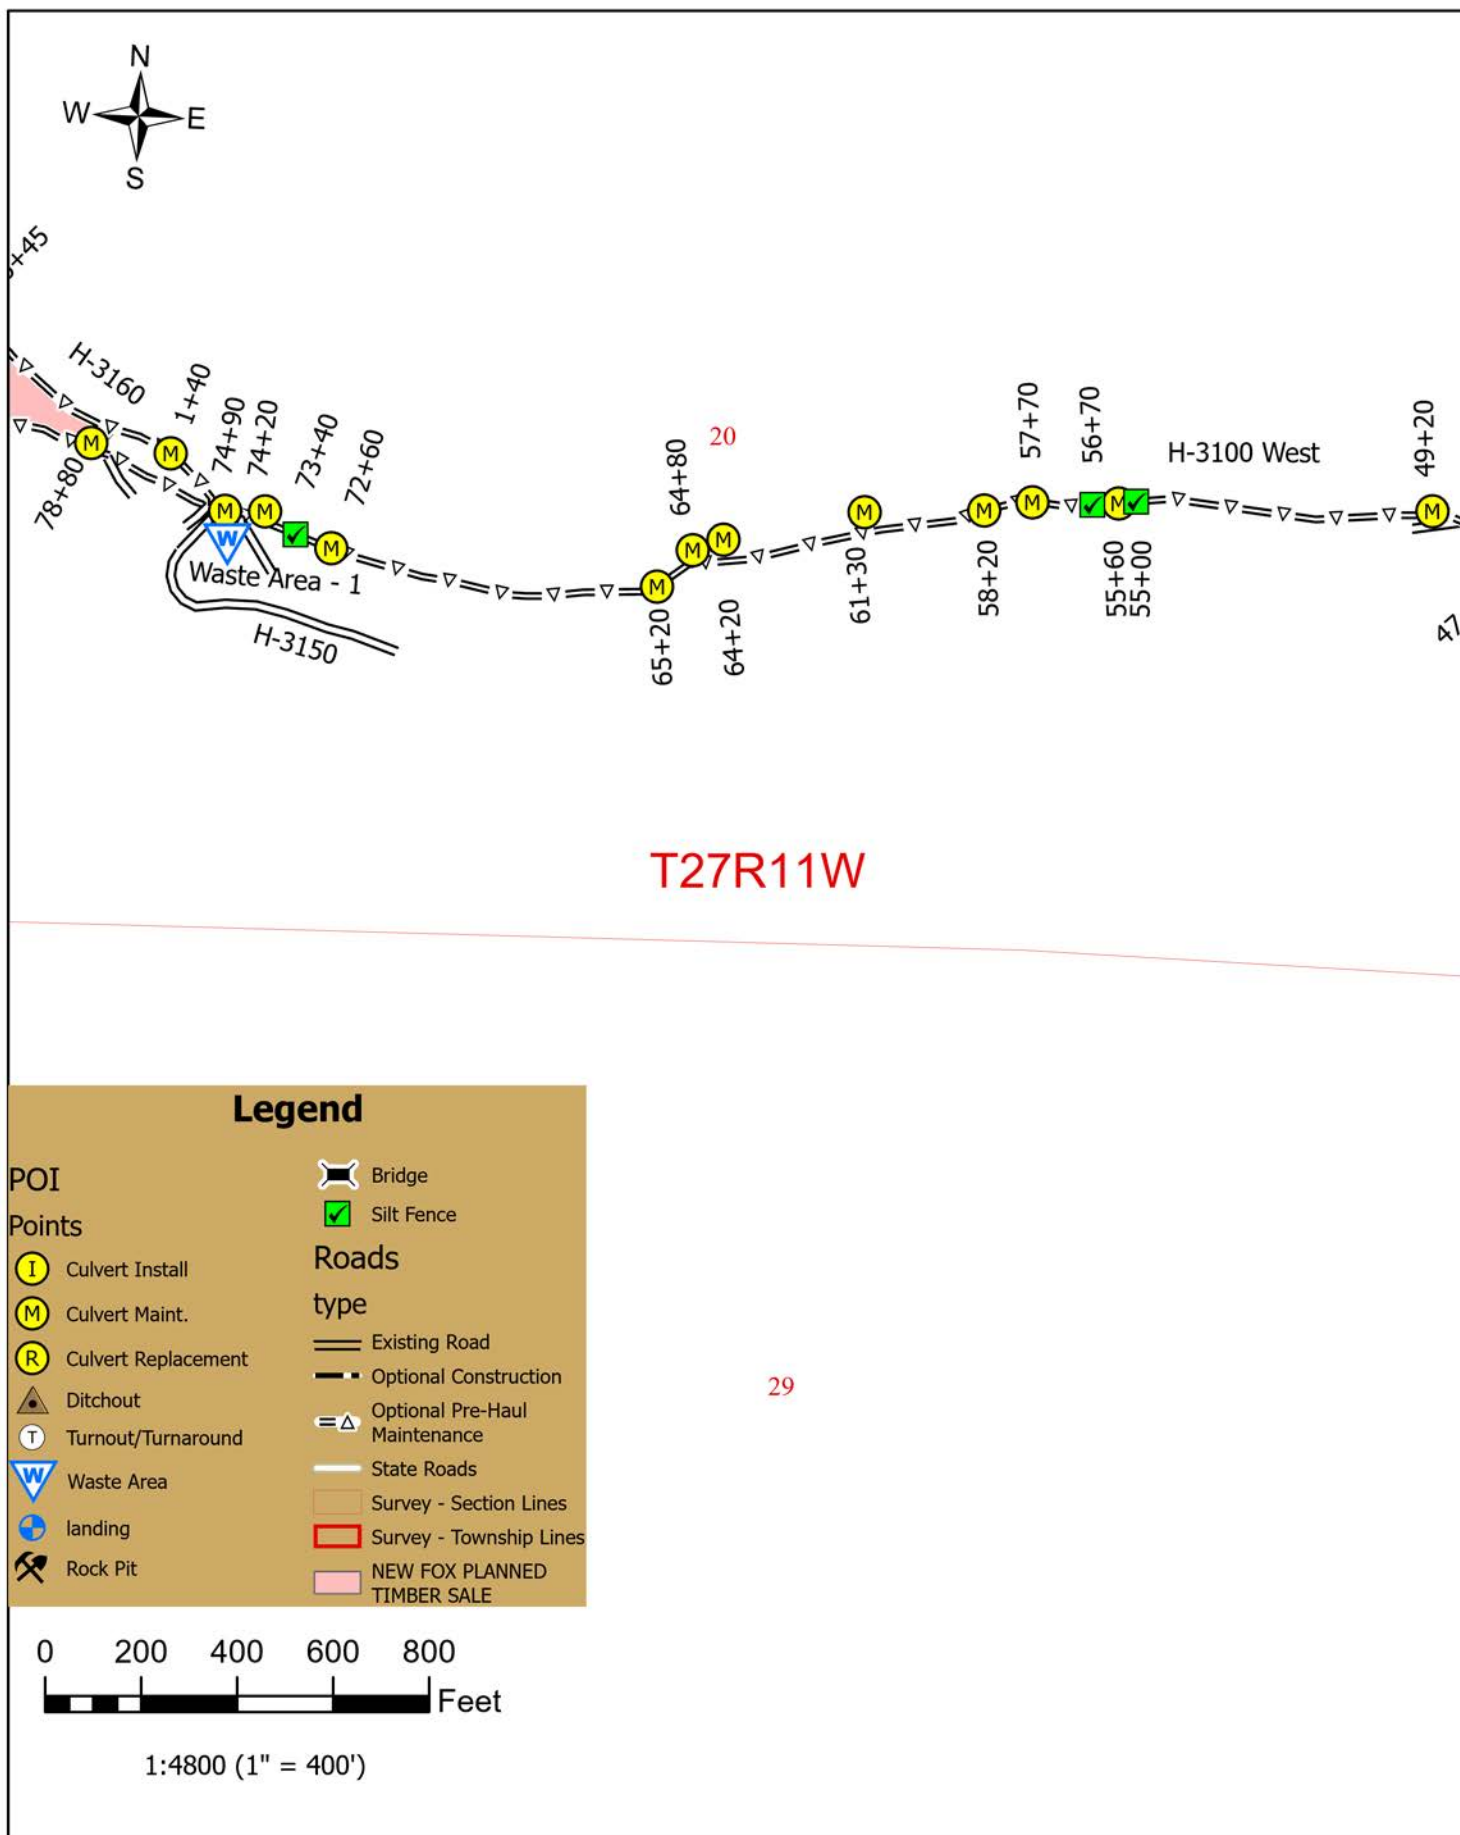 N
W E
S
+45
H-3160
1+40
74+90
74+20
73+40
72+60
78+80
M
M
M
M
M
W
Waste Area - 1
H-3150
64+80
20
M
M
M
65+20
64+20
61+30
M
58+20
M
57+70
M
56+70
M
55+60
55+00
H-3100 West
49+20
M
47
T27R11W
29
Legend
POI
Points
I Culvert Install
M Culvert Maint.
R Culvert Replacement
Ditchout
T Turnout/Turnaround
W Waste Area
landing
Rock Pit
Bridge
Silt Fence
Roads
type
Existing Road
Optional Construction
Optional Pre-Haul
Maintenance
State Roads
Survey - Section Lines
Survey - Township Lines
NEW FOX PLANNED
TIMBER SALE
0 200 400 600 800
Feet
1:4800 (1" = 400')